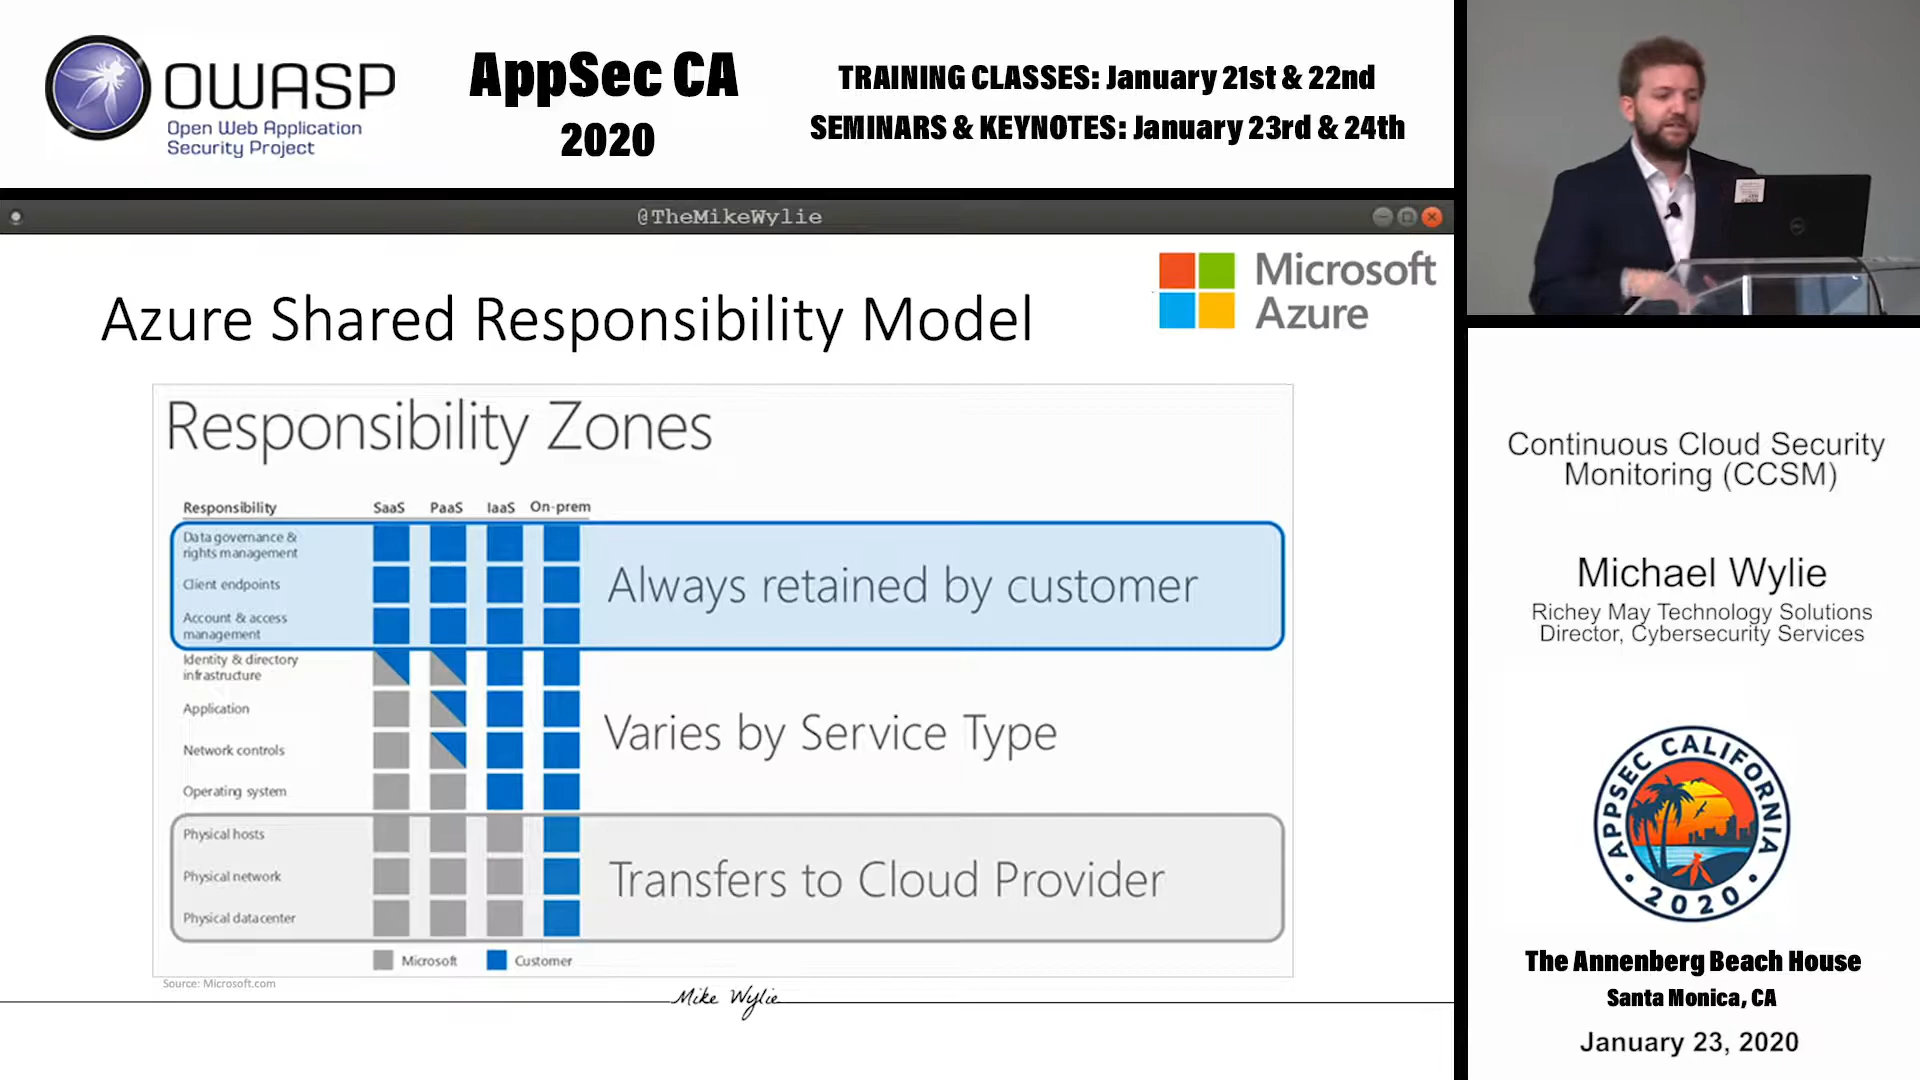 OWASP
Open Web Application
Security Project
AppSec CA
2020
TRAINING CLASSES: January 21st & 22nd
SEMINARS & KEYNOTES: January 23rd & 24th
@TheMikeWylie
Azure Shared Responsibility Model
Microsoft
Azure
Responsibility Zones
Responsibility SaaS PaaS IaaS On-prem
Data governance &
rights management
Client endpoints
Account & access
management
Always retained by customer
Identity & directory
infrastructure
Application
Network controls
Operating system
Varies by Service Type
Physical hosts
Physical network
Physical datacenter
Transfers to Cloud Provider
Microsoft Customer
Source: Microsoft.com
Mike Wylie
Continuous Cloud Security
Monitoring (CCSM)
Michael Wylie
Richey May Technology Solutions
Director, Cybersecurity Services
APPSEC CALIFORNIA
• 2020 •
The Annenberg Beach House
Santa Monica, CA
January 23, 2020